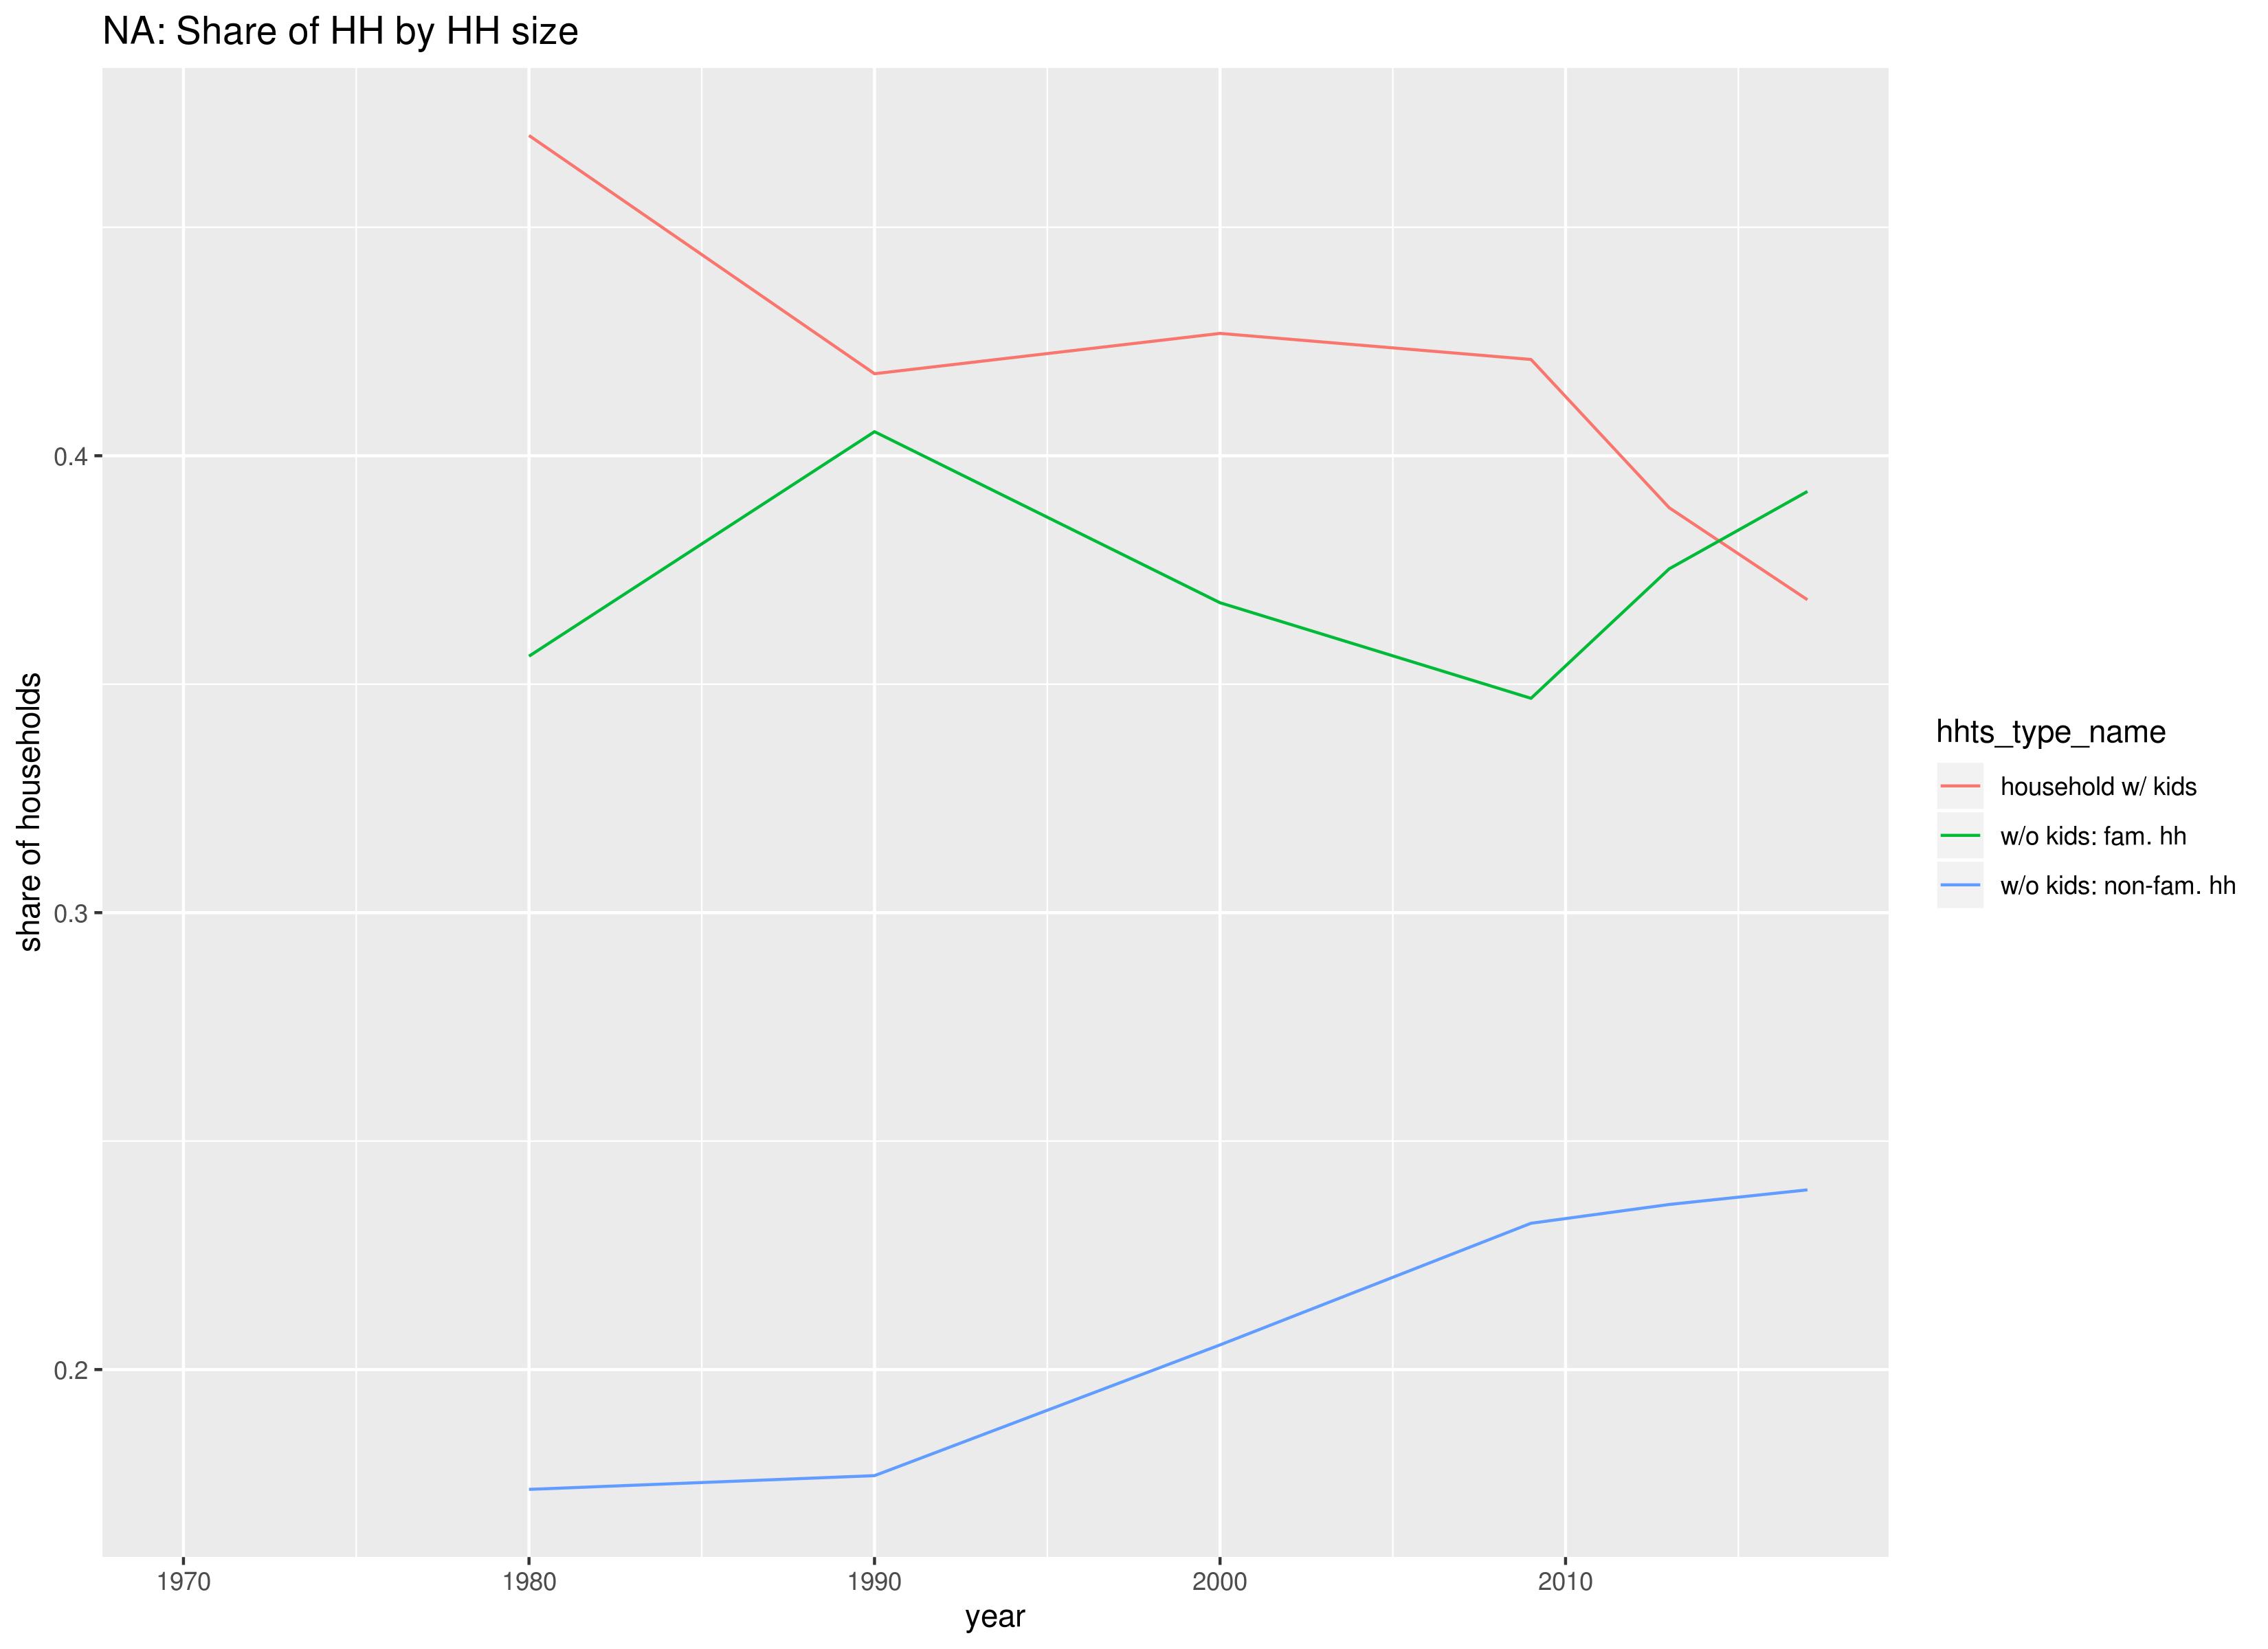 NA: Share of HH by HH size
share of households
0.4
0.3
0.2
1970 1980 1990 2000 2010
year
hhts_type_name
household w/ kids
w/o kids: fam. hh
w/o kids: non-fam. hh